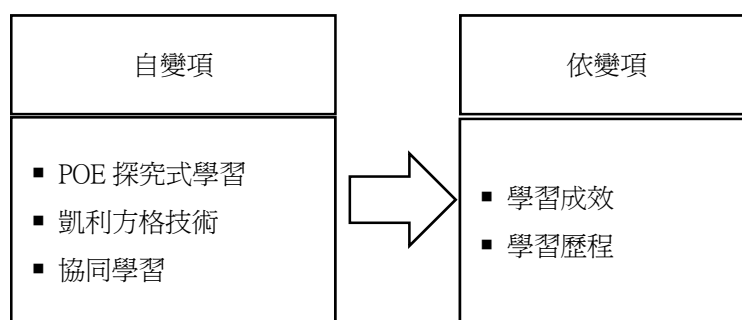 自變項
▪ POE 探究式學習
▪ 凱利方格技術
▪ 協同學習
依變項
▪ 學習成效
▪ 學習歷程